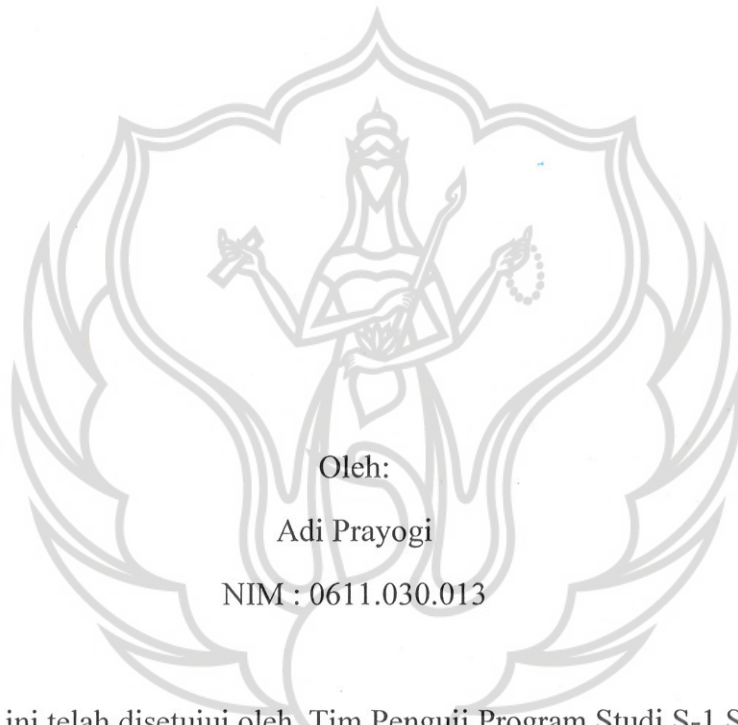 Oleh:
Adi Prayogi
NIM : 0611.030.013
ini telah disetujui oleh Tim Penguji Program Studi S-1 S